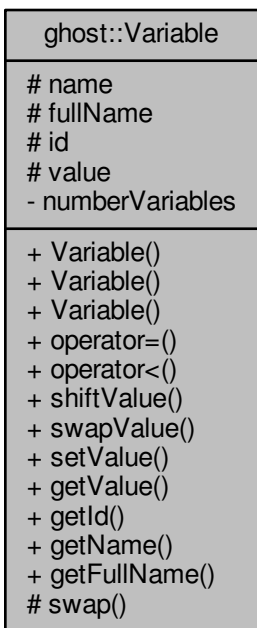 ghost::Variable
# name
# fullName
# id
# value
- numberVariables
+ Variable()
+ Variable()
+ Variable()
+ operator=()
+ operator<()
+ shiftValue()
+ swapValue()
+ setValue()
+ getValue()
+ getId()
+ getName()
+ getFullName()
# swap()